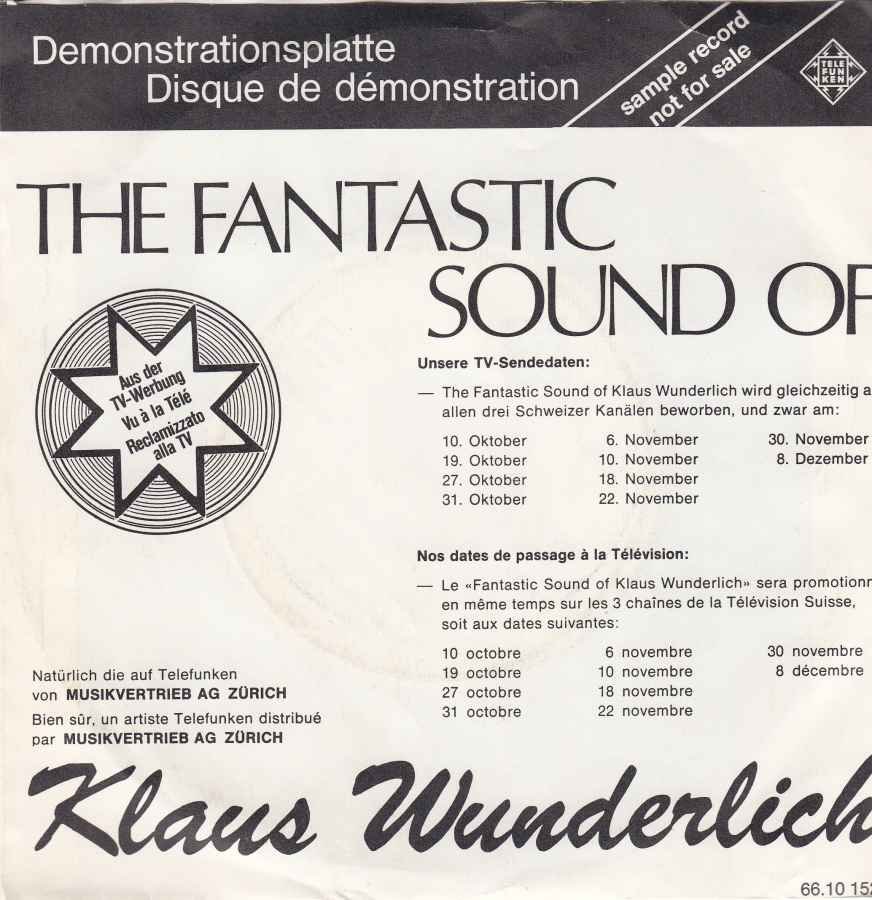 Demonstrationsplatte
Disque de démonstration
sample record
not for sale
TELE
FUN
KEN
THE FANTASTIC
SOUND OF
Aus der
TV-Werbung
Vu à la Télé
Reclamizzato
alla TV
Unsere TV-Sendedaten:
— The Fantastic Sound of Klaus Wunderlich wird gleichzeitig a
allen drei Schweizer Kanälen beworben, und zwar am:
10. Oktober 6. November 30. November
19. Oktober 10. November 8. Dezember
27. Oktober 18. November
31. Oktober 22. November
Nos dates de passage à la Télévision:
— Le «Fantastic Sound of Klaus Wunderlich» sera promotionn
en même temps sur les 3 chaînes de la Télévision Suisse,
soit aux dates suivantes:
10 octobre 6 novembre 30 novembre
19 octobre 10 novembre 8 décembre
27 octobre 18 novembre
31 octobre 22 novembre
Natürlich die auf Telefunken
von MUSIKVERTRIEB AG ZÜRICH
Bien sûr, un artiste Telefunken distribué
par MUSIKVERTRIEB AG ZÜRICH
Klaus Wunderlich
66.10 152